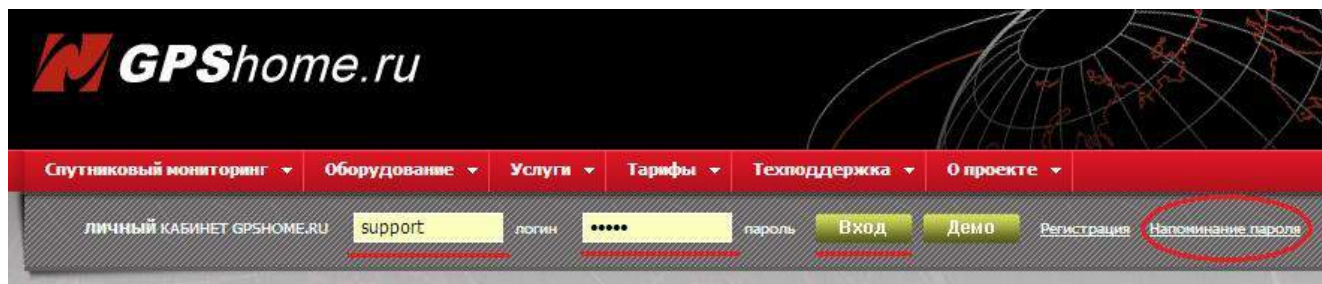 GPShome.ru
Спутниковый мониторинг Оборудование Услуги Тарифы Техподдержка О проекте
ЛИЧНЫЙ КАБИНЕТ GPSHOME.RU support логин ••••• пароль Вход Демо Регистрация Напоминание пароля